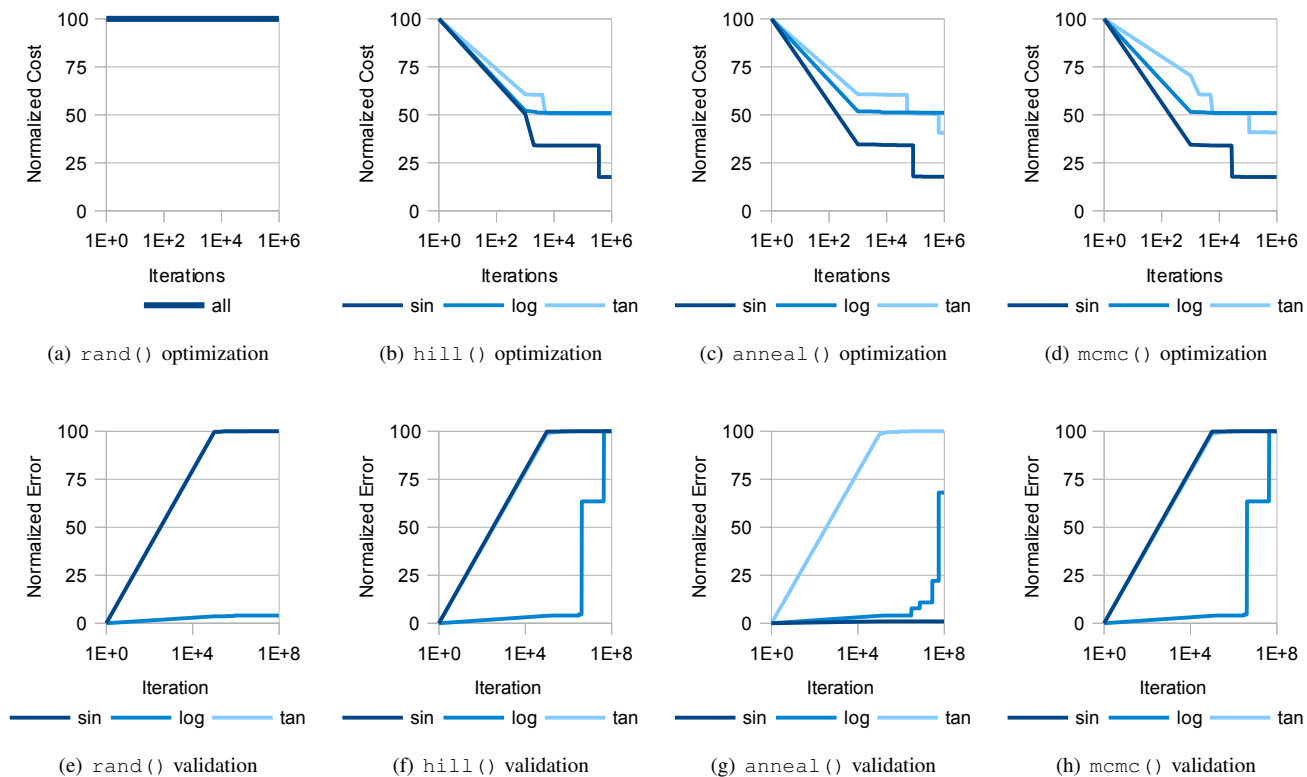 100
75
50
25
0
Normalized Cost
1E+0 1E+2 1E+4 1E+6
Iterations
all
(a) rand() optimization
100
75
50
25
0
Normalized Cost
1E+0 1E+2 1E+4 1E+6
Iterations
sin log tan
(b) hill() optimization
100
75
50
25
0
Normalized Cost
1E+0 1E+2 1E+4 1E+6
Iterations
sin log tan
(c) anneal() optimization
100
75
50
25
0
Normalized Cost
1E+0 1E+2 1E+4 1E+6
Iterations
sin log tan
(d) mcmc() optimization
100
75
50
25
0
Normalized Error
1E+0 1E+4 1E+8
Iteration
sin log tan
(e) rand() validation
100
75
50
25
0
Normalized Error
1E+0 1E+4 1E+8
Iteration
sin log tan
(f) hill() validation
100
75
50
25
0
Normalized Error
1E+0 1E+4 1E+8
Iteration
sin log tan
(g) anneal() validation
100
75
50
25
0
Normalized Error
1E+0 1E+4 1E+8
Iteration
sin log tan
(h) mcmc() validation